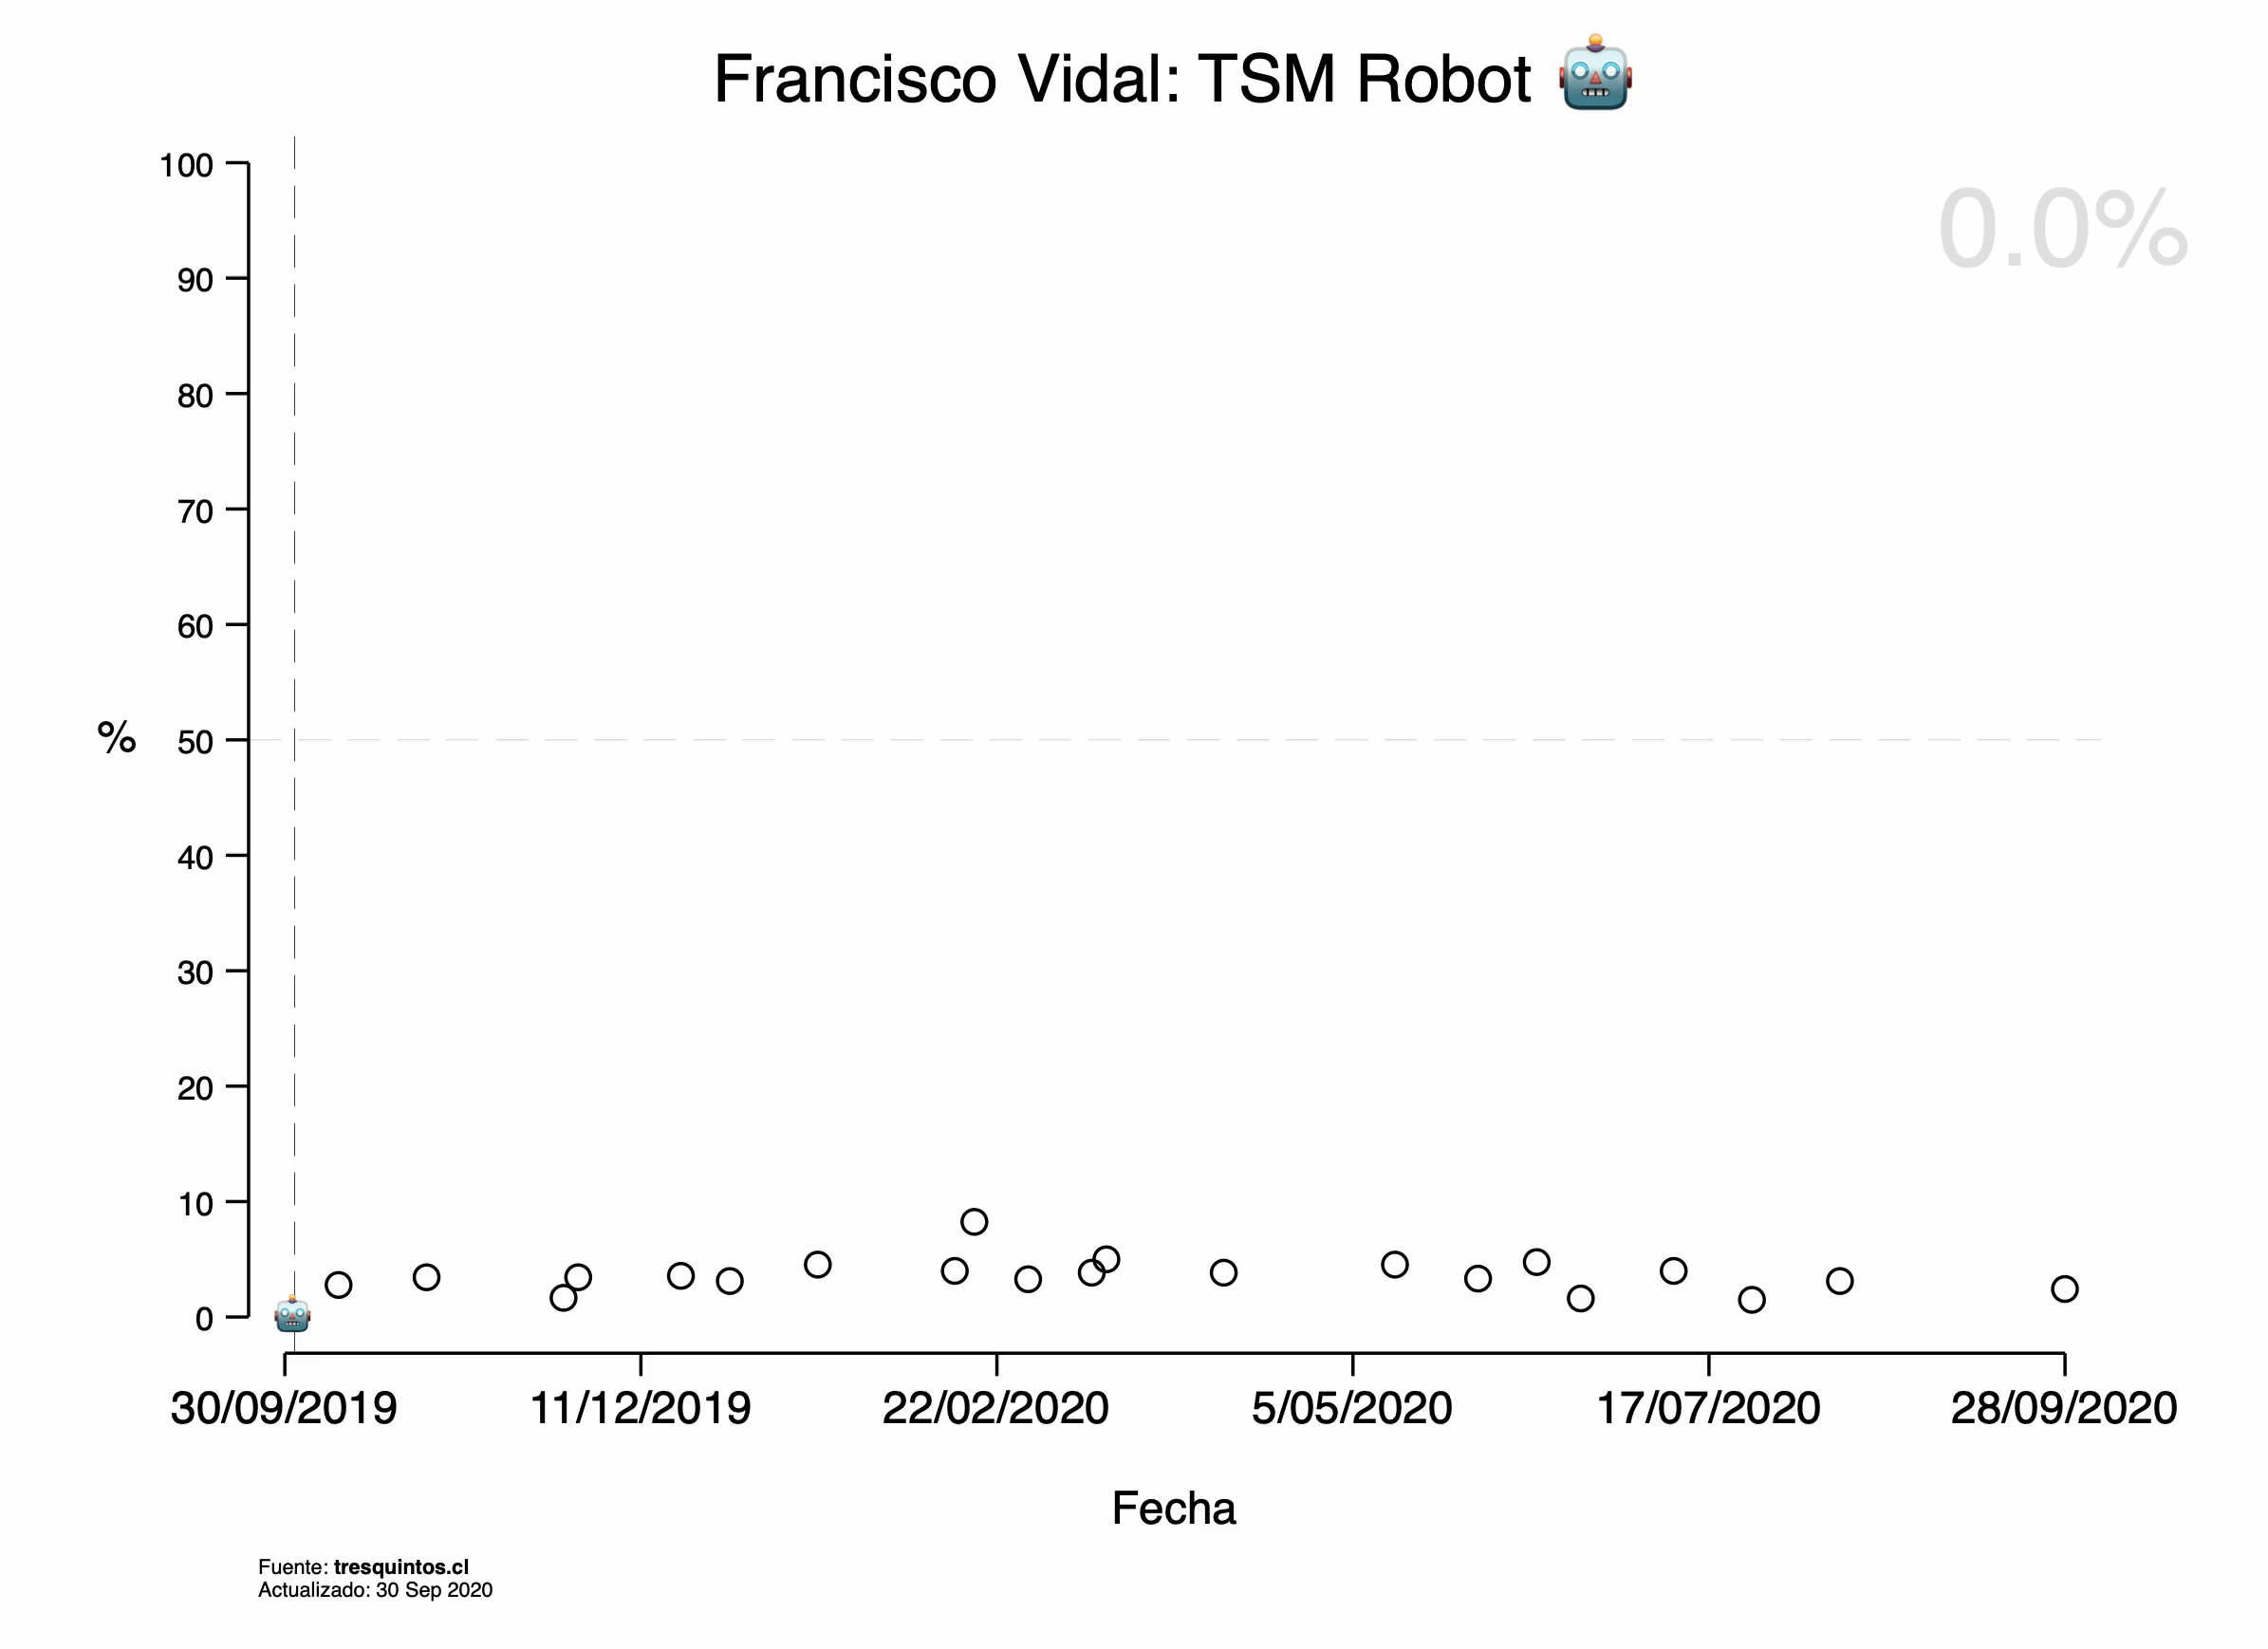 Francisco Vidal: TSM Robot 🤖
0.0%
100
90
80
70
60
50
40
30
20
10
0
%
30/09/2019 11/12/2019 22/02/2020 5/05/2020 17/07/2020 28/09/2020
Fecha
Fuente: tresquintos.cl
Actualizado: 30 Sep 2020